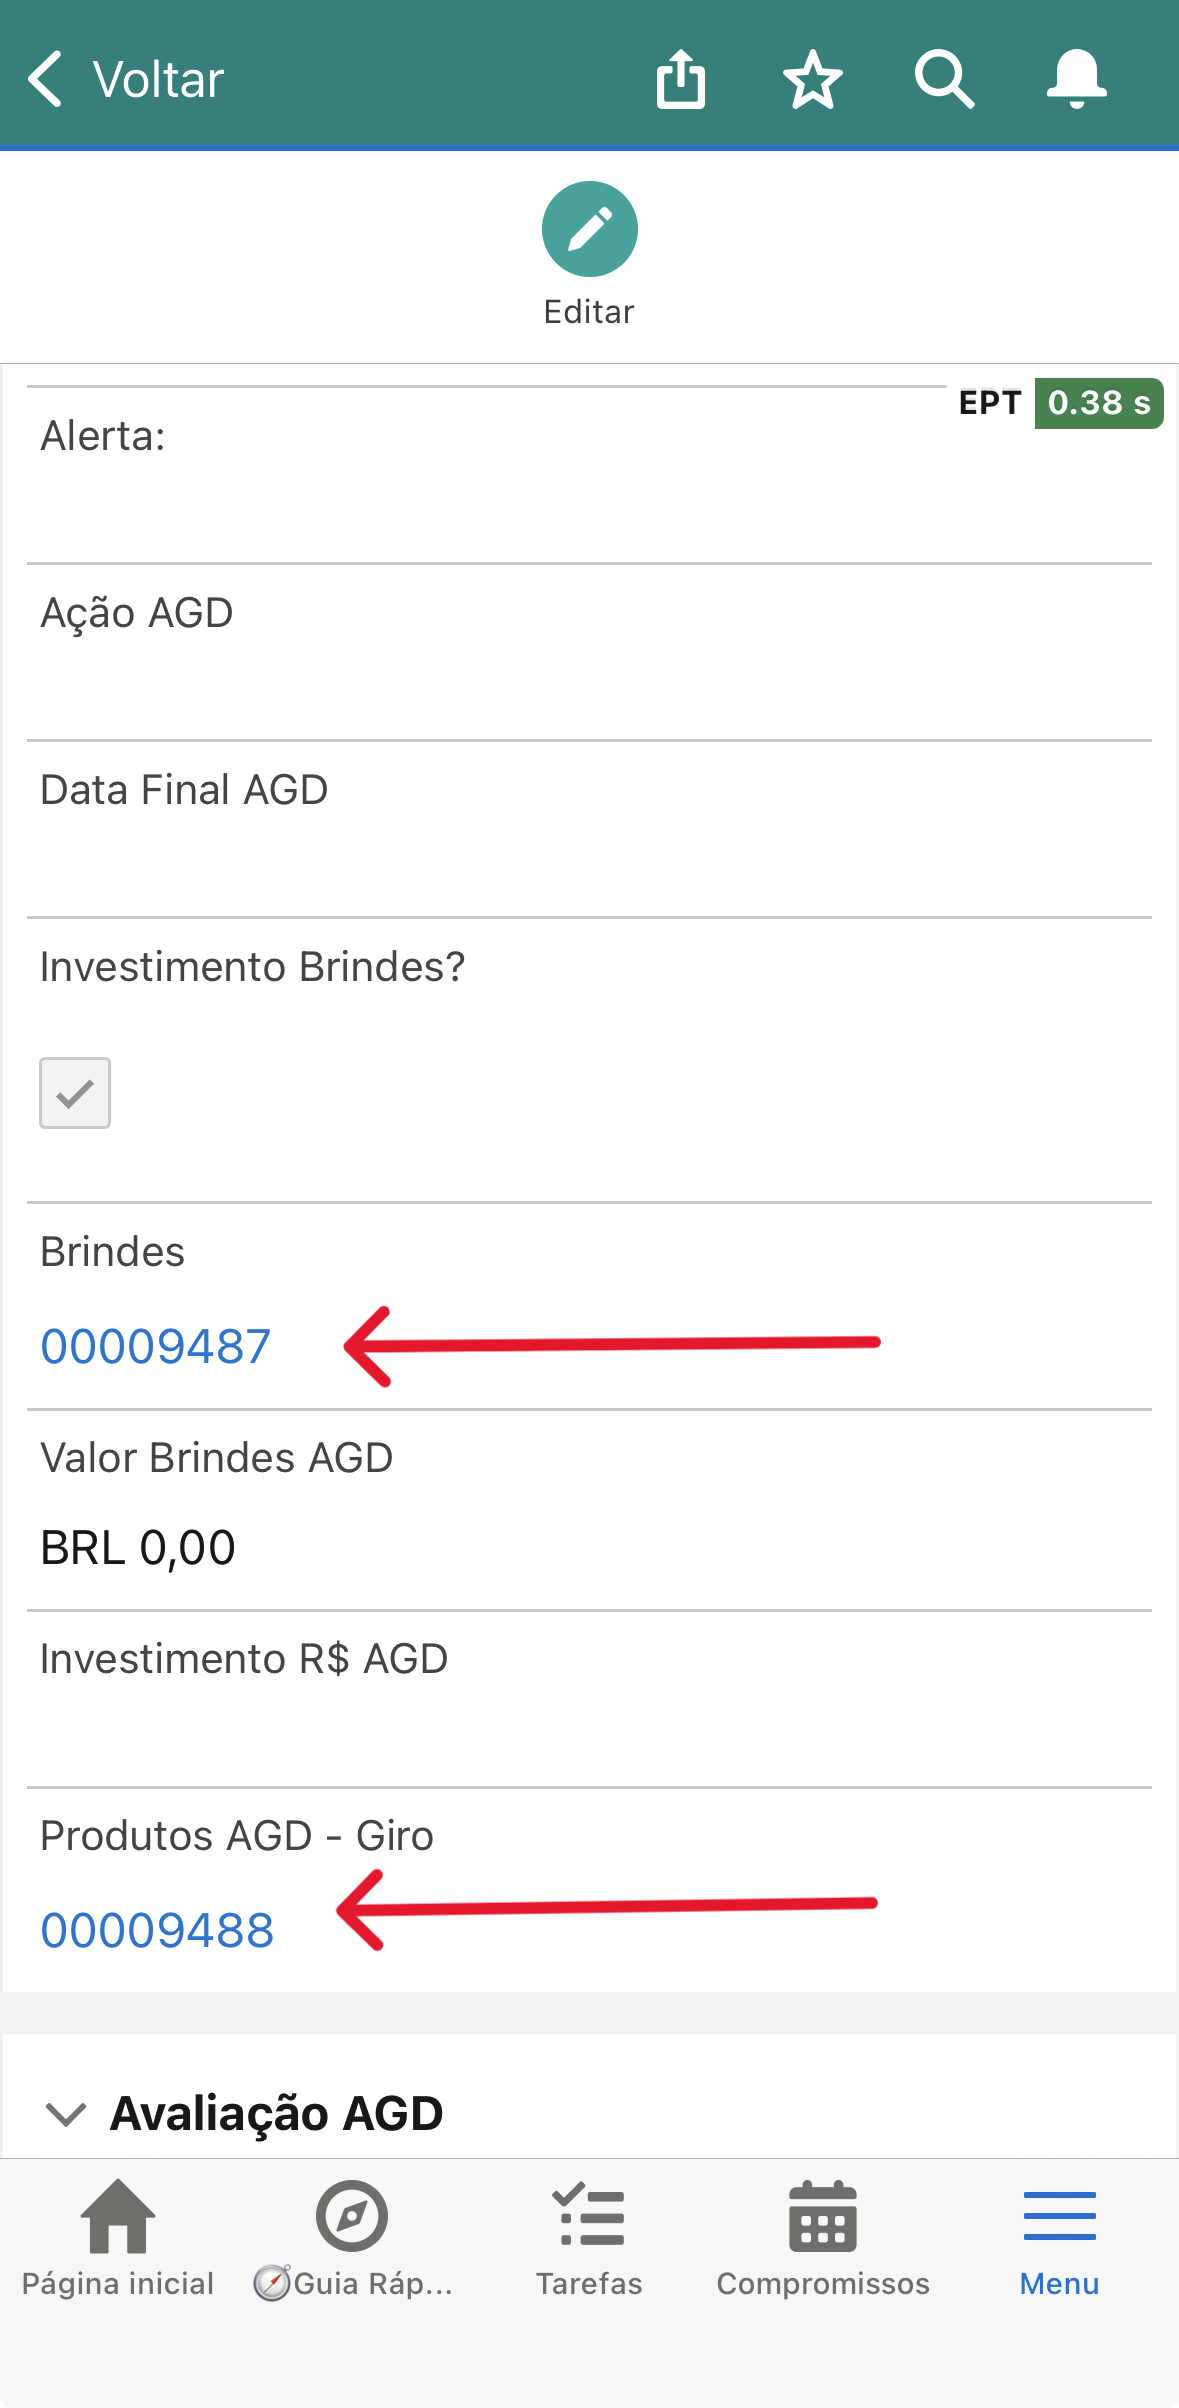 Voltar
Editar
EPT 0.38 s
Alerta:
Ação AGD
Data Final AGD
Investimento Brindes?
Brindes
00009487
Valor Brindes AGD
BRL 0,00
Investimento R$ AGD
Produtos AGD - Giro
00009488
Avaliação AGD
Página inicial
Guia Ráp...
Tarefas
Compromissos
Menu